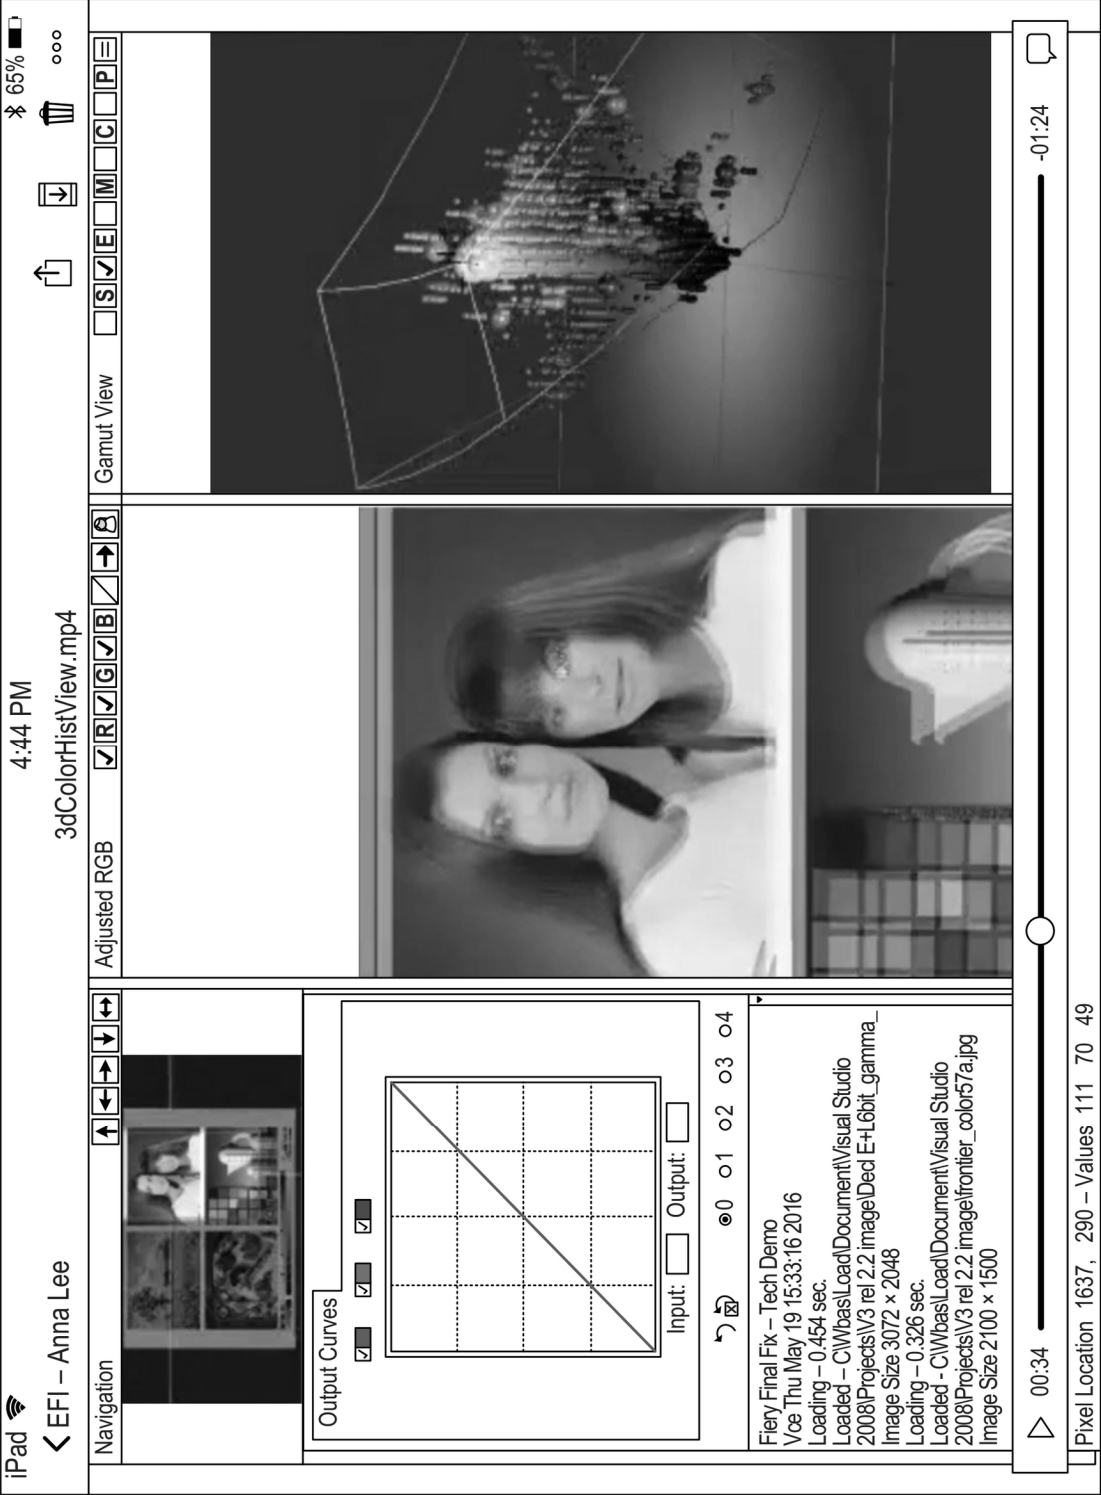 iPad 4:44 PM 65%
EFI – Anna Lee 3dColorHistView.mp4
Navigation
Adjusted RGB R G B
Gamut View S E M C P
Output Curves
Input: Output:
0 1 2 3 4
Fiery Final Fix – Tech Demo
Vce Thu May 19 15:33:16 2016
Loading – 0.454 sec.
Loaded – C\Wbas\Load\Document\Visual Studio
2008\Projects\V3 rel 2.2 image\Decl E+L6bit_gamma_
Image Size 3072 × 2048
Loading – 0.326 sec.
Loaded - C\Wbas\Load\Document\Visual Studio
2008\Projects\V3 rel 2.2 image\frontier_color57a.jpg
Image Size 2100 × 1500
00:34 -01:24
Pixel Location 1637, 290 – Values 111 70 49